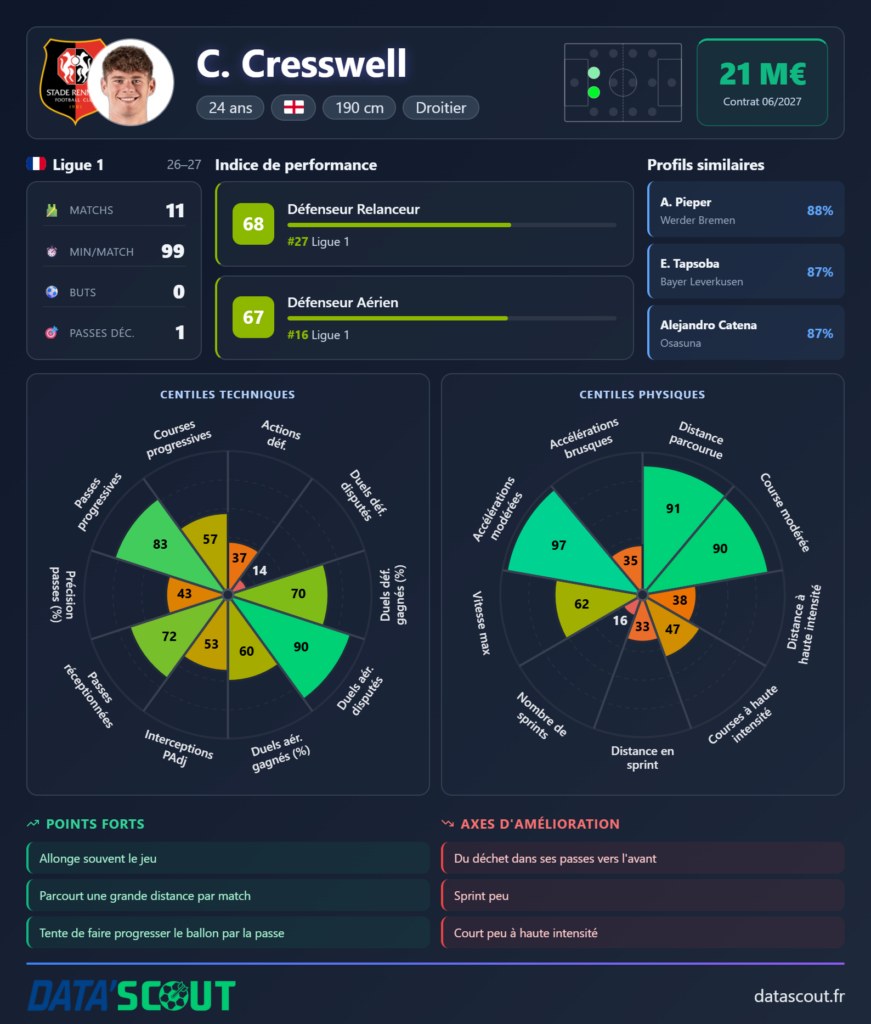 STADE RENN
FOOTBALL CLU
C. Cresswell
24 ans
190 cm
Droitier
21 M€
Contrat 06/2027
Ligue 1
26–27
MATCHS
11
MIN/MATCH
99
BUTS
0
PASSES DÉC.
1
Indice de performance
68
Défenseur Relanceur
#27 Ligue 1
67
Défenseur Aérien
#16 Ligue 1
Profils similaires
A. Pieper
Werder Bremen
88%
E. Tapsoba
Bayer Leverkusen
87%
Alejandro Catena
Osasuna
87%
CENTILES TECHNIQUES
Actions
déf.
37
Duels déf.
disputés
14
Duels déf.
gagnés (%)
70
Duels aér.
disputés
90
Duels aér.
gagnés (%)
60
Interceptions
PAdj
53
Passes
réceptionnées
72
Précision
passes (%)
43
Passes
progressives
83
Courses
progressives
57
CENTILES PHYSIQUES
Distance
parcourue
91
Course modérée
90
Distance à
haute intensité
38
Courses à haute
intensité
47
Distance en
sprint
33
Nombre de
sprints
16
Vitesse max
62
Accélérations
modérées
97
Accélérations
brusques
35
POINTS FORTS
Allonge souvent le jeu
Parcourt une grande distance par match
Tente de faire progresser le ballon par la passe
AXES D'AMÉLIORATION
Du déchet dans ses passes vers l'avant
Sprint peu
Court peu à haute intensité
DATA'SCOUT
datascout.fr